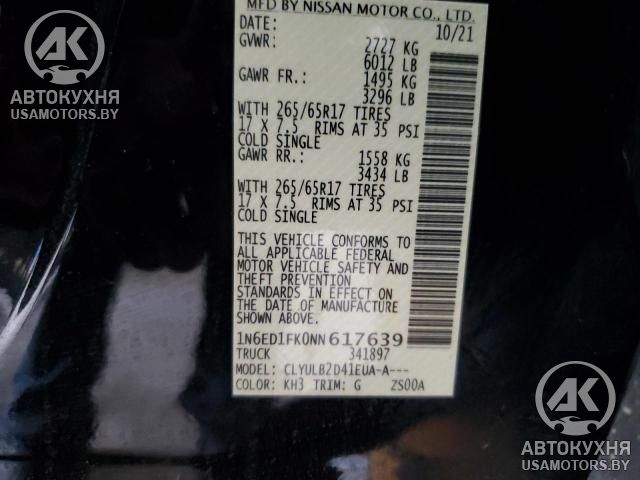 MFD BY NISSAN MOTOR CO., LTD.
DATE: 10/21
GVWR: 2727 KG
6012 LB
GAWR FR.: 1495 KG
3296 LB
WITH 265/65R17 TIRES
17 X 7.5 RIMS AT 35 PSI
COLD SINGLE
GAWR RR.: 1558 KG
3434 LB
WITH 265/65R17 TIRES
17 X 7.5 RIMS AT 35 PSI
COLD SINGLE
THIS VEHICLE CONFORMS TO
ALL APPLICABLE FEDERAL
MOTOR VEHICLE SAFETY AND
THEFT PREVENTION
STANDARDS IN EFFECT ON
THE DATE OF MANUFACTURE
SHOWN ABOVE.
1N6ED1FK0NN617639
TRUCK 341897
MODEL: CLYULB2D41EUA-A---
COLOR: KH3 TRIM: G ZS00A
AK
АВТОКУХНЯ
USAMOTORS.BY
AK
АВТОКУХНЯ
USAMOTORS.BY